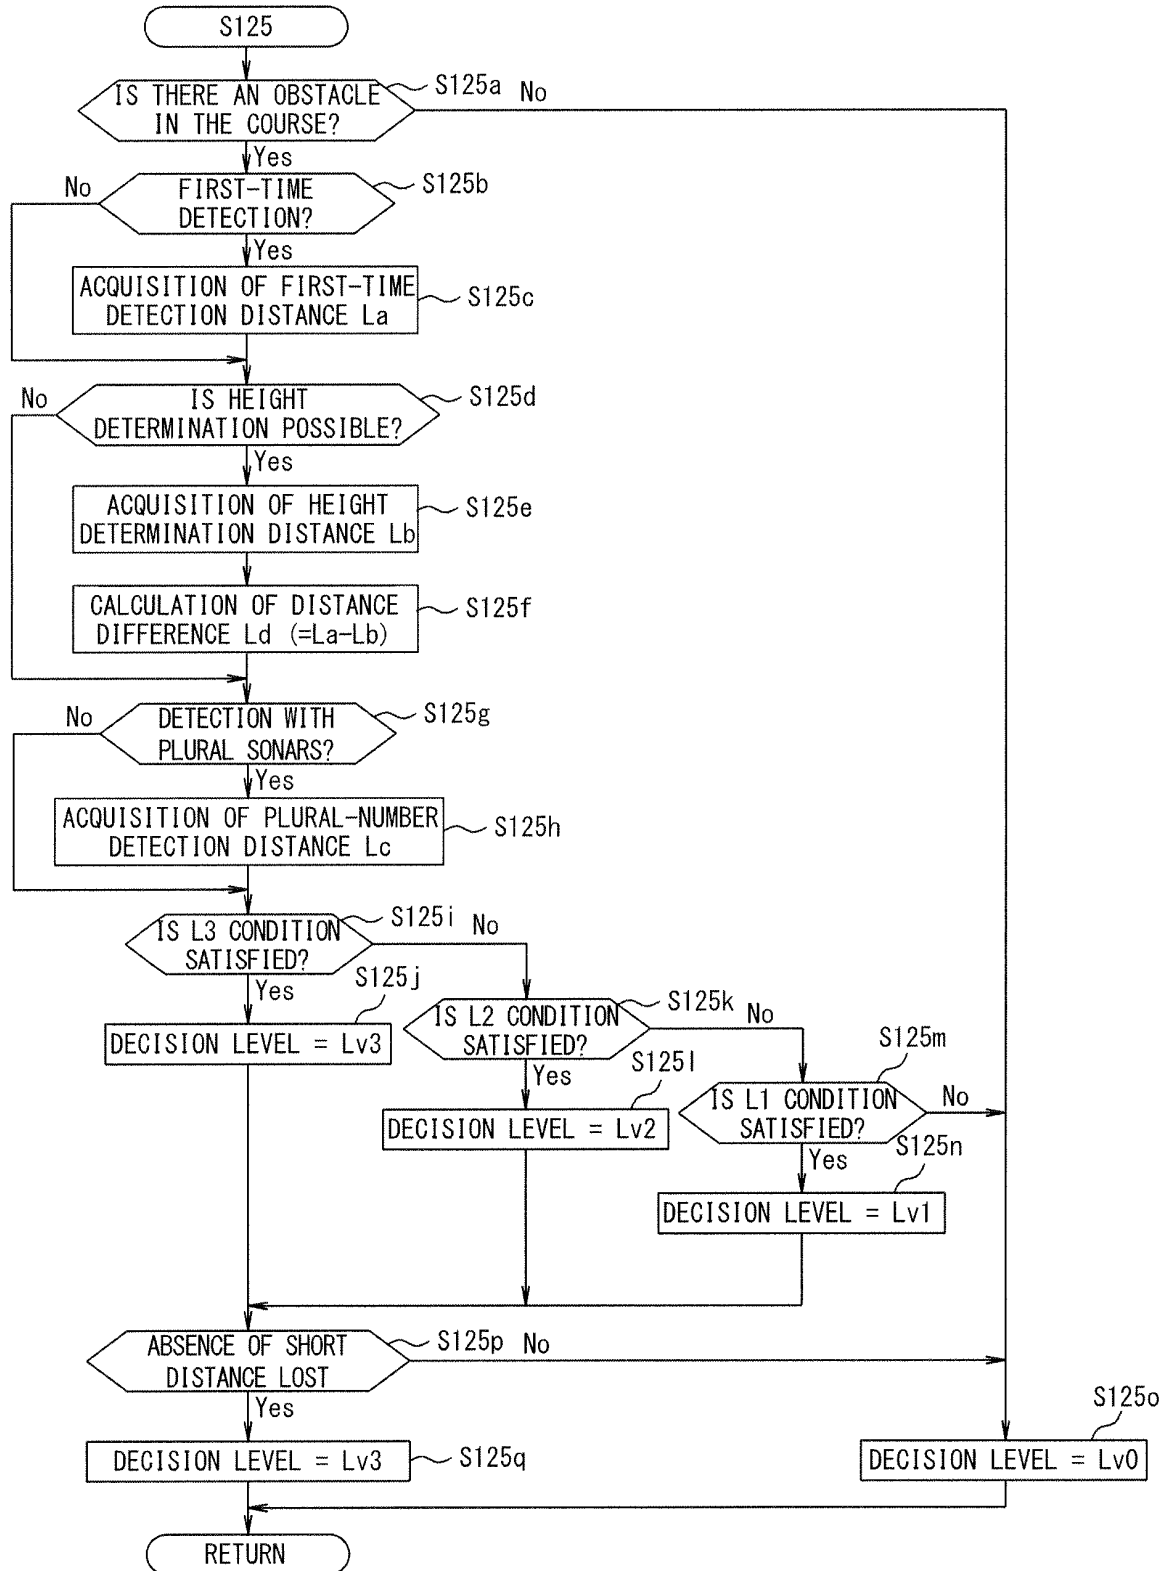 S125
IS THERE AN OBSTACLE
IN THE COURSE?
S125a
No
Yes
No
FIRST-TIME
DETECTION?
S125b
Yes
ACQUISITION OF FIRST-TIME
DETECTION DISTANCE La
S125c
No
IS HEIGHT
DETERMINATION POSSIBLE?
S125d
Yes
ACQUISITION OF HEIGHT
DETERMINATION DISTANCE Lb
S125e
CALCULATION OF DISTANCE
DIFFERENCE Ld (=La-Lb)
S125f
No
DETECTION WITH
PLURAL SONARS?
S125g
Yes
ACQUISITION OF PLURAL-NUMBER
DETECTION DISTANCE Lc
S125h
IS L3 CONDITION
SATISFIED?
S125i
No
Yes
S125j
DECISION LEVEL = Lv3
IS L2 CONDITION
SATISFIED?
S125k
No
Yes
S125l
DECISION LEVEL = Lv2
S125m
IS L1 CONDITION
SATISFIED?
No
Yes
S125n
DECISION LEVEL = Lv1
ABSENCE OF SHORT
DISTANCE LOST
S125p
No
Yes
DECISION LEVEL = Lv3
S125q
S125o
DECISION LEVEL = Lv0
RETURN